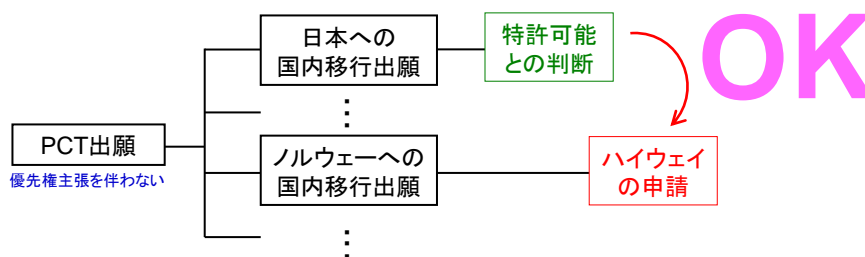 日本への
国内移行出願
特許可能
との判断
OK
⋮
PCT出願
優先権主張を伴わない
ノルウェーへの
国内移行出願
ハイウェイ
の申請
⋮